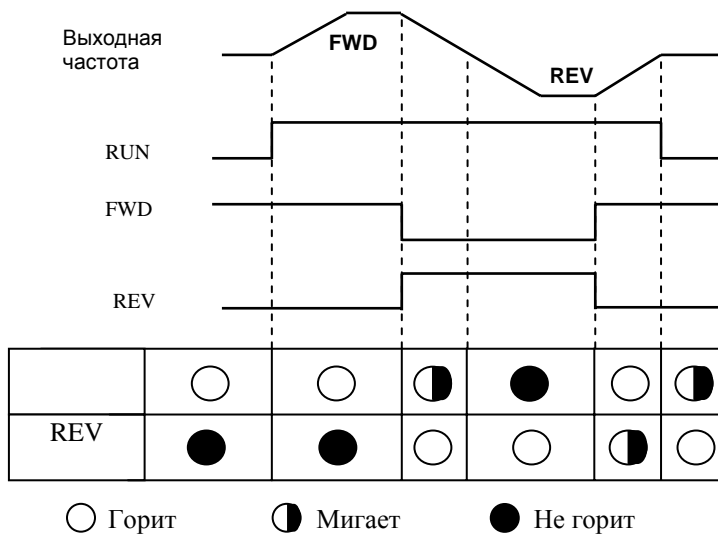 Выходная
частота
FWD
REV
RUN
FWD
REV
REV
Горит
Мигает
Не горит